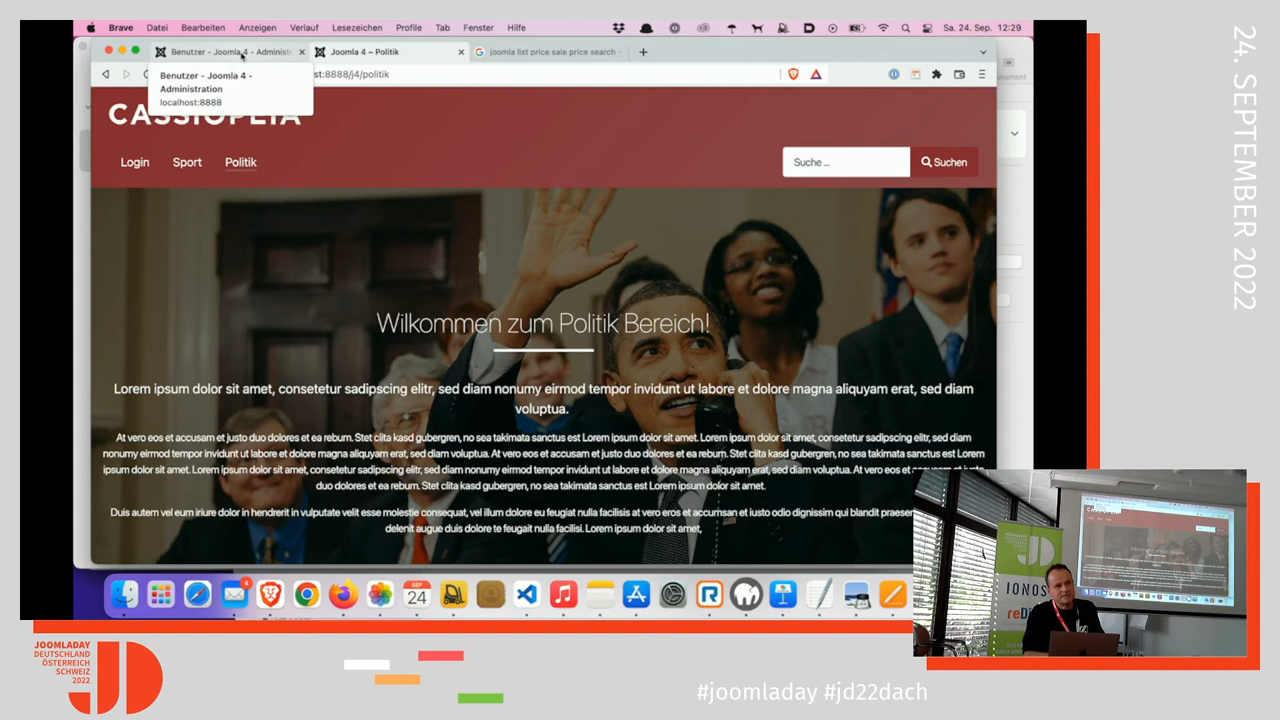 Brave Datei Bearbeiten Anzeigen Verlauf Lesezeichen Profile Tab Fenster Hilfe Sa. 24. Sep. 12:29
Benutzer - Joomla 4 - Administr
Joomla 4 – Politik
joomla list price sale price search -
st:8888/j4/politik
Benutzer - Joomla 4 -
Administration
localhost:8888
CASSIOPEIA
Login Sport Politik
Suche ...
Suchen
Wilkommen zum Politik Bereich!
Lorem ipsum dolor sit amet, consetetur sadipscing elitr, sed diam nonumy eirmod tempor invidunt ut labore et dolore magna aliquyam erat, sed diam
voluptua.
At vero eos et accusam et justo duo dolores et ea rebum. Stet clita kasd gubergren, no sea takimata sanctus est Lorem ipsum dolor sit amet. Lorem ipsum dolor sit amet, consetetur sadipscing elitr, sed diam
nonumy eirmod tempor invidunt ut labore et dolore magna aliquyam erat, sed diam voluptua. At vero eos et accusam et justo duo dolores et ea rebum. Stet clita kasd gubergren, no sea takimata sanctus est Lorem
ipsum dolor sit amet. Lorem ipsum dolor sit amet, consetetur sadipscing elitr, sed diam nonumy eirmod tempor invidunt ut labore et dolore magna aliquyam erat, sed diam voluptua. At vero eos et accusam et justo
duo dolores et ea rebum. Stet clita kasd gubergren, no sea takimata sanctus est Lorem ipsum dolor sit amet.
Duis autem vel eum iriure dolor in hendrerit in vulputate velit esse molestie consequat, vel illum dolore eu feugiat nulla facilisis at vero eros et accumsan et iusto odio dignissim qui blandit praesent
delenit augue duis dolore te feugait nulla facilisi. Lorem ipsum dolor sit amet,
SEP
24
4
IONOS
24. SEPTEMBER 2022
JOOMLADAY
DEUTSCHLAND
ÖSTERREICH
SCHWEIZ
2022
JD
#joomladay #jd22dach